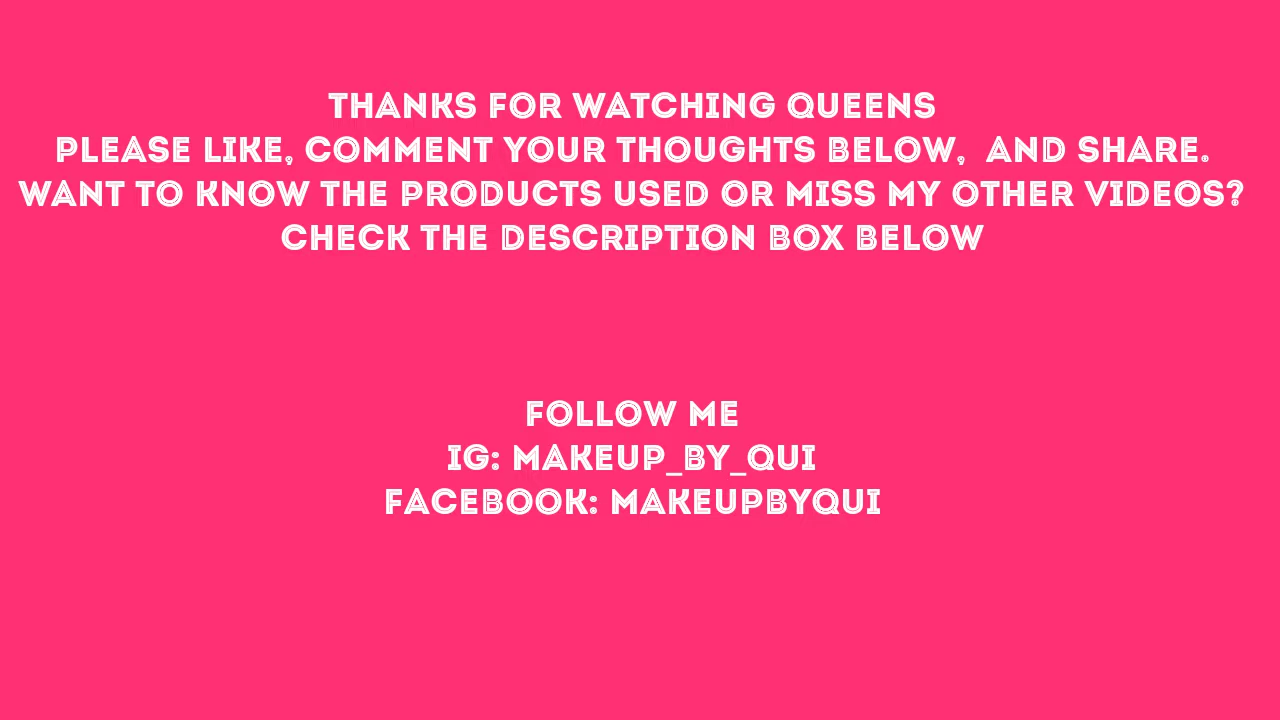 THANKS FOR WATCHING QUEENS
PLEASE LIKE, COMMENT YOUR THOUGHTS BELOW, AND SHARE.
WANT TO KNOW THE PRODUCTS USED OR MISS MY OTHER VIDEOS?
CHECK THE DESCRIPTION BOX BELOW
FOLLOW ME
IG: MAKEUP_BY_QUI
FACEBOOK: MAKEUPBYQUI